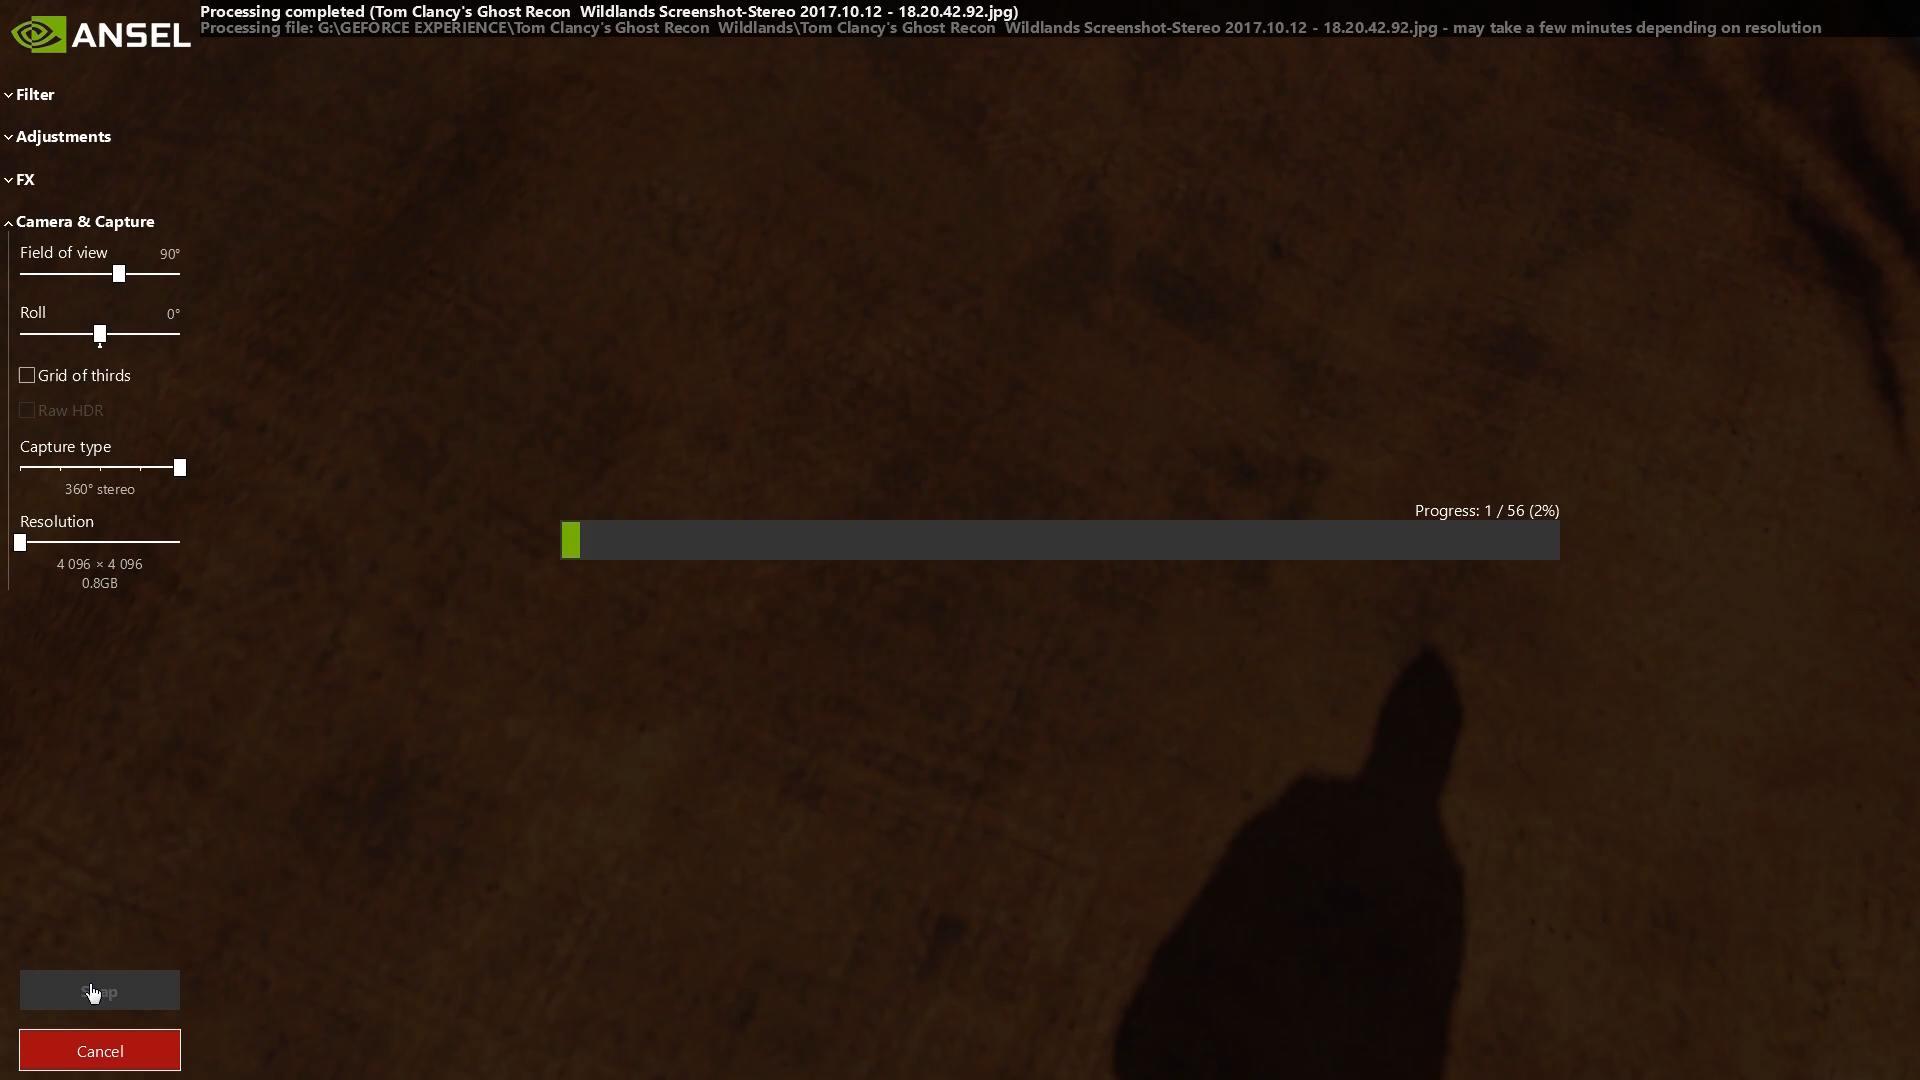 ANSEL
Processing completed (Tom Clancy's Ghost Recon  Wildlands Screenshot-Stereo 2017.10.12 - 18.20.42.92.jpg)
Processing file: G:\GEFORCE EXPERIENCE\Tom Clancy's Ghost Recon  Wildlands\Tom Clancy's Ghost Recon  Wildlands Screenshot-Stereo 2017.10.12 - 18.20.42.92.jpg - may take a few minutes depending on resolution
Filter
Adjustments
FX
Camera & Capture
Field of view 90°
Roll 0°
Grid of thirds
Raw HDR
Capture type
360° stereo
Progress: 1 / 56 (2%)
Resolution
4 096 × 4 096
0.8GB
Cancel